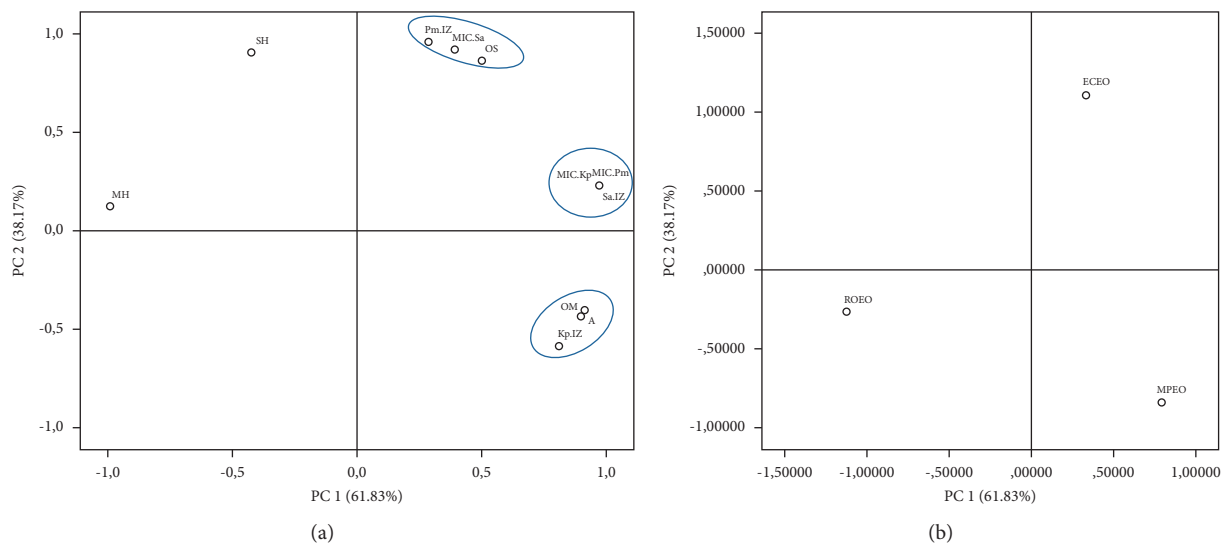 1,0
0,5
0,0
-0,5
-1,0
PC 2 (38.17%)
SH
Pm.IZ
MIC.Sa
OS
MH
MIC.Kp
MIC.Pm
Sa.IZ
OM
A
Kp.IZ
-1,0
-0,5
0,0
0,5
1,0
PC 1 (61.83%)
(a)
1,50000
1,00000
,50000
,00000
-,50000
-1,00000
PC 2 (38.17%)
ECEO
ROEO
MPEO
-1,50000
-1,00000
-,50000
,00000
,50000
1,00000
PC 1 (61.83%)
(b)